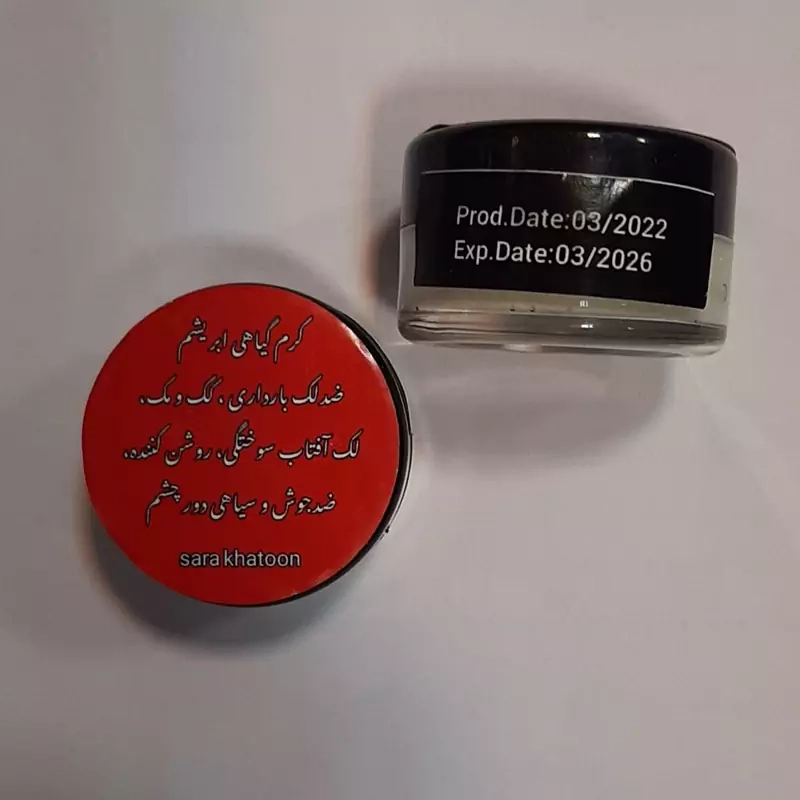 کرم گیاهی ابریشم
ضد لک بارداری، کک و مک،
لک آفتاب سوختگی، روشن کننده،
ضد جوش و سیاهی دور چشم
sara khatoon
Prod.Date:03/2022
Exp.Date:03/2026